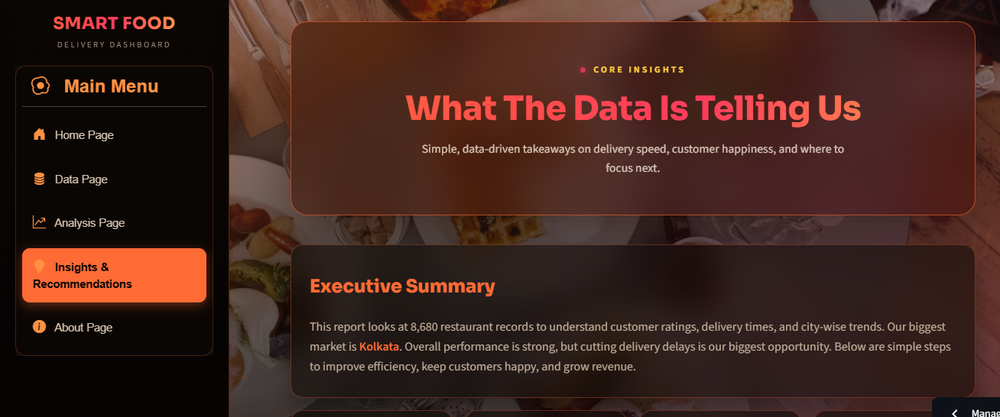 SMART FOOD
DELIVERY DASHBOARD
Main Menu
Home Page
Data Page
Analysis Page
Insights &
Recommendations
About Page
CORE INSIGHTS
What The Data Is Telling Us
Simple, data-driven takeaways on delivery speed, customer happiness, and where to
focus next.
Executive Summary
This report looks at 8,680 restaurant records to understand customer ratings, delivery times, and city-wise trends. Our biggest
market is Kolkata. Overall performance is strong, but cutting delivery delays is our biggest opportunity. Below are simple steps
to improve efficiency, keep customers happy, and grow revenue.
Manag